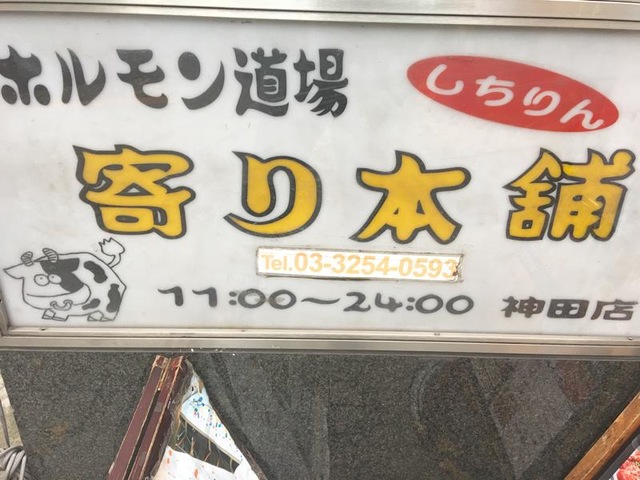 ホルモン道場
しちりん
寄り本舗
Tel.03-3254-0593
11:00～24:00 神田店